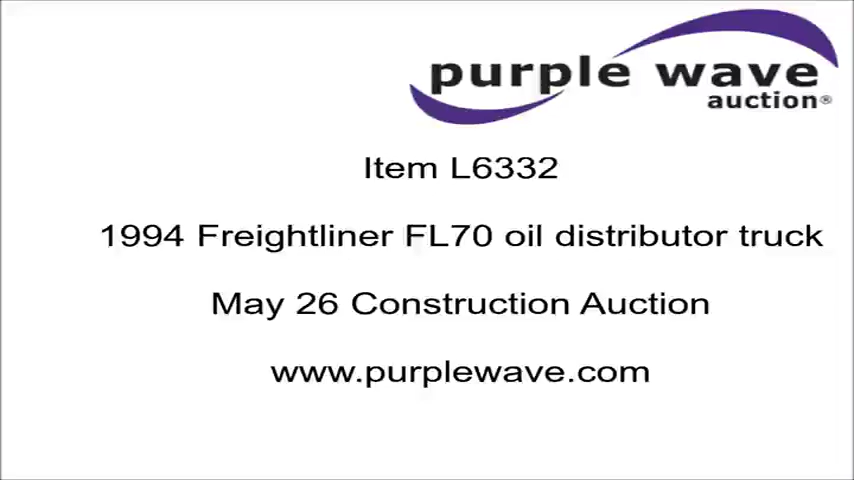 purple wave
auction®
Item L6332
1994 Freightliner FL70 oil distributor truck
May 26 Construction Auction
www.purplewave.com